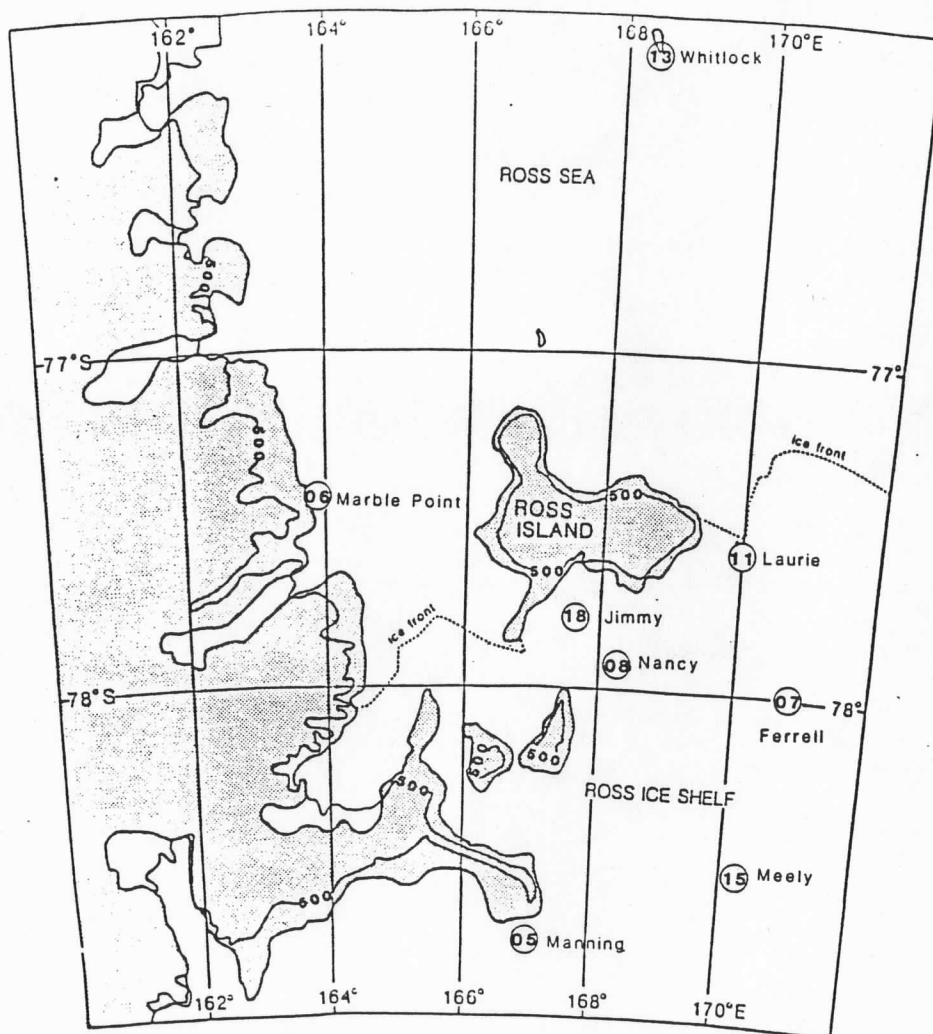 162° 164° 166° 168° 170°E
13 Whitlock
ROSS SEA
500
77°S 77°
500
Ice front
06 Marble Point
500
ROSS
ISLAND
11 Laurie
500
18 Jimmy
Ice front
08 Nancy
78°S 07 78°
Ferrell
500
500
500
ROSS ICE SHELF
15 Meely
500
05 Manning
162° 164° 166° 168° 170°E